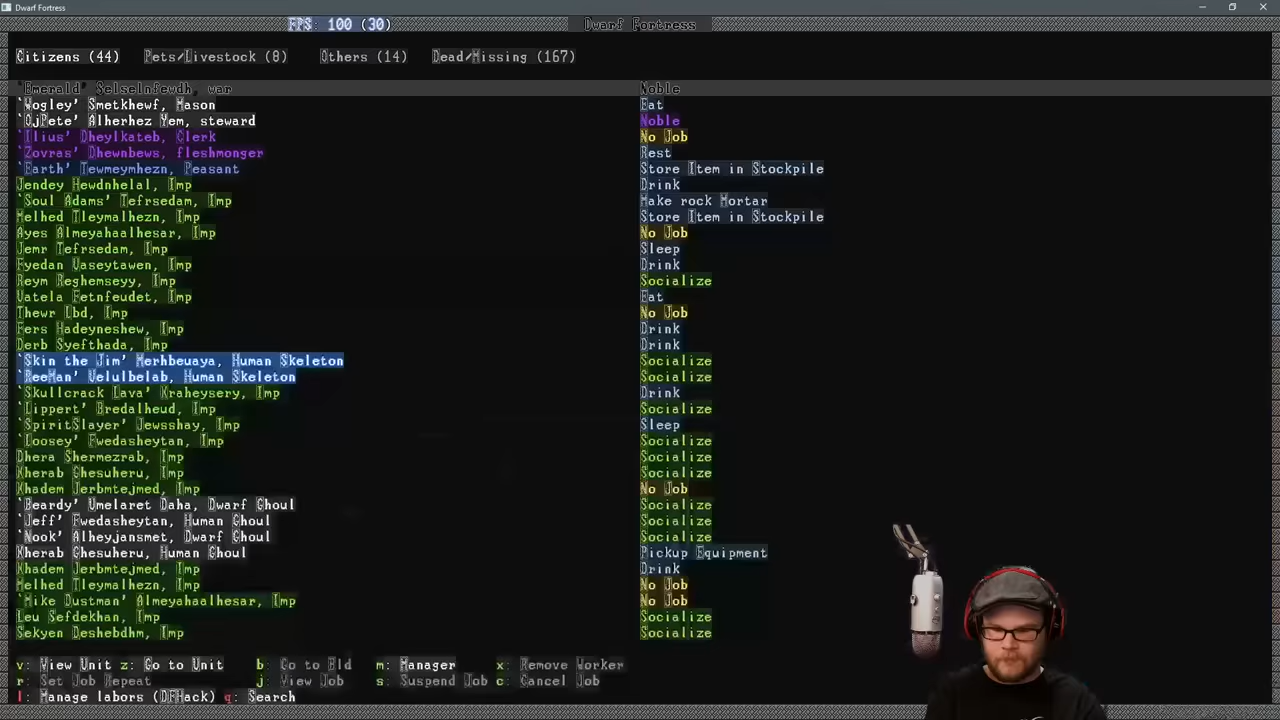 Dwarf Fortress
FPS: 100 (30) Dwarf Fortress
Citizens (44) Pets/Livestock (8) Others (14) Dead/Missing (167)
`Emerald' Selselnfewdh, war Noble
`Wogley' Smetkhewf, Mason Eat
`OjPete' Alherhez Yem, steward Noble
`Ilius' Dheylkateb, Clerk No Job
`Zovras' Dhewnbews, fleshmonger Rest
`Earth' Tewmeymhezn, Peasant Store Item in Stockpile
Jendey Hewdnhelal, Imp Drink
`Soul Adams' Tefrsedam, Imp Make rock Mortar
Helhed Tleymalhezn, Imp Store Item in Stockpile
Ayes Almeyahaalhesar, Imp No Job
Jemr Tefrsedam, Imp Sleep
Fyedan Vaseytawen, Imp Drink
Reym Reghemseyy, Imp Socialize
Vatela Fetnfeudet, Imp Eat
Thewr Lbd, Imp No Job
Fers Hadeyneshew, Imp Drink
Derb Syefthada, Imp Drink
`Skin the Jim' Merhbeuaya, Human Skeleton Socialize
`ReeMan' Velulbelab, Human Skeleton Socialize
`Skullcrack Lava' Kraheysery, Imp Drink
`Lippert' Bredalheud, Imp Socialize
`SpiritSlayer' Jewsshay, Imp Sleep
`Loosey' Fwedasheytan, Imp Socialize
Dhera Shermezrab, Imp Socialize
Kherab Ghesuheru, Imp Socialize
Khadem Jerbmtejmed, Imp No Job
`Beardy' Umelaret Daha, Dwarf Ghoul Socialize
`Jeff' Fwedasheytan, Human Ghoul Socialize
`Nook' Alheyjansmet, Dwarf Ghoul Socialize
Kherab Ghesuheru, Human Ghoul Pickup Equipment
Khadem Jerbmtejmed, Imp Drink
Helhed Tleymalhezn, Imp No Job
`Mike Dustman' Almeyahaalhesar, Imp No Job
Leu Sefdekhan, Imp Socialize
Sekyen Deshebdhm, Imp Socialize
v: View Unit z: Go to Unit b: Go to Bld m: Manager x: Remove Worker
r: Set Job Repeat j: View Job s: Suspend Job c: Cancel Job
l: Manage labors (DFHack) q: Search